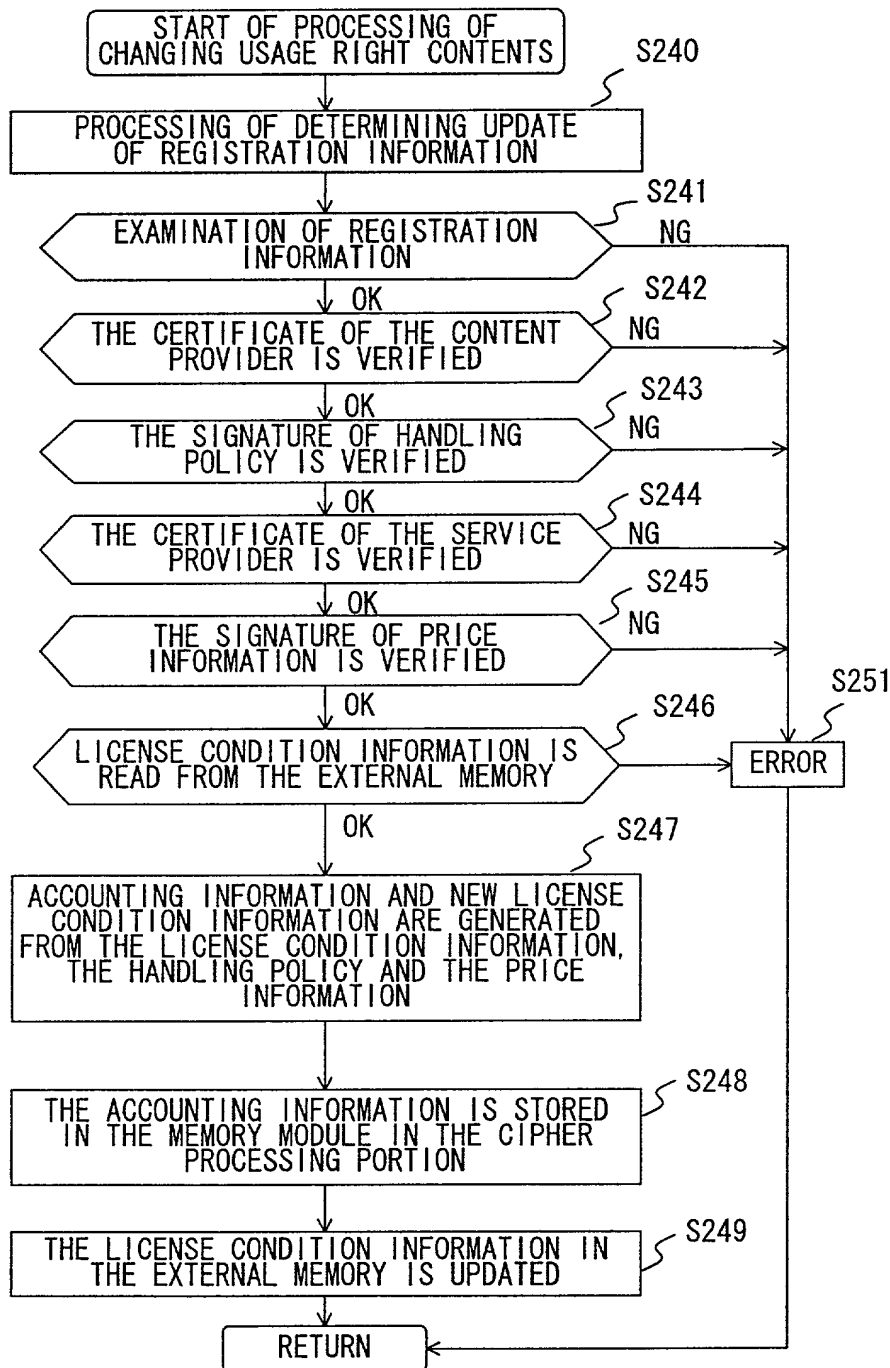 START OF PROCESSING OF
CHANGING USAGE RIGHT CONTENTS
S240
PROCESSING OF DETERMINING UPDATE
OF REGISTRATION INFORMATION
S241
EXAMINATION OF REGISTRATION
INFORMATION
NG
OK
S242
THE CERTIFICATE OF THE CONTENT
PROVIDER IS VERIFIED
NG
OK
S243
THE SIGNATURE OF HANDLING
POLICY IS VERIFIED
NG
OK
S244
THE CERTIFICATE OF THE SERVICE
PROVIDER IS VERIFIED
NG
OK
S245
THE SIGNATURE OF PRICE
INFORMATION IS VERIFIED
NG
OK
S246
LICENSE CONDITION INFORMATION IS
READ FROM THE EXTERNAL MEMORY
S251
ERROR
OK
S247
ACCOUNTING INFORMATION AND NEW LICENSE
CONDITION INFORMATION ARE GENERATED
FROM THE LICENSE CONDITION INFORMATION,
THE HANDLING POLICY AND THE PRICE
INFORMATION
S248
THE ACCOUNTING INFORMATION IS STORED
IN THE MEMORY MODULE IN THE CIPHER
PROCESSING PORTION
S249
THE LICENSE CONDITION INFORMATION IN
THE EXTERNAL MEMORY IS UPDATED
RETURN